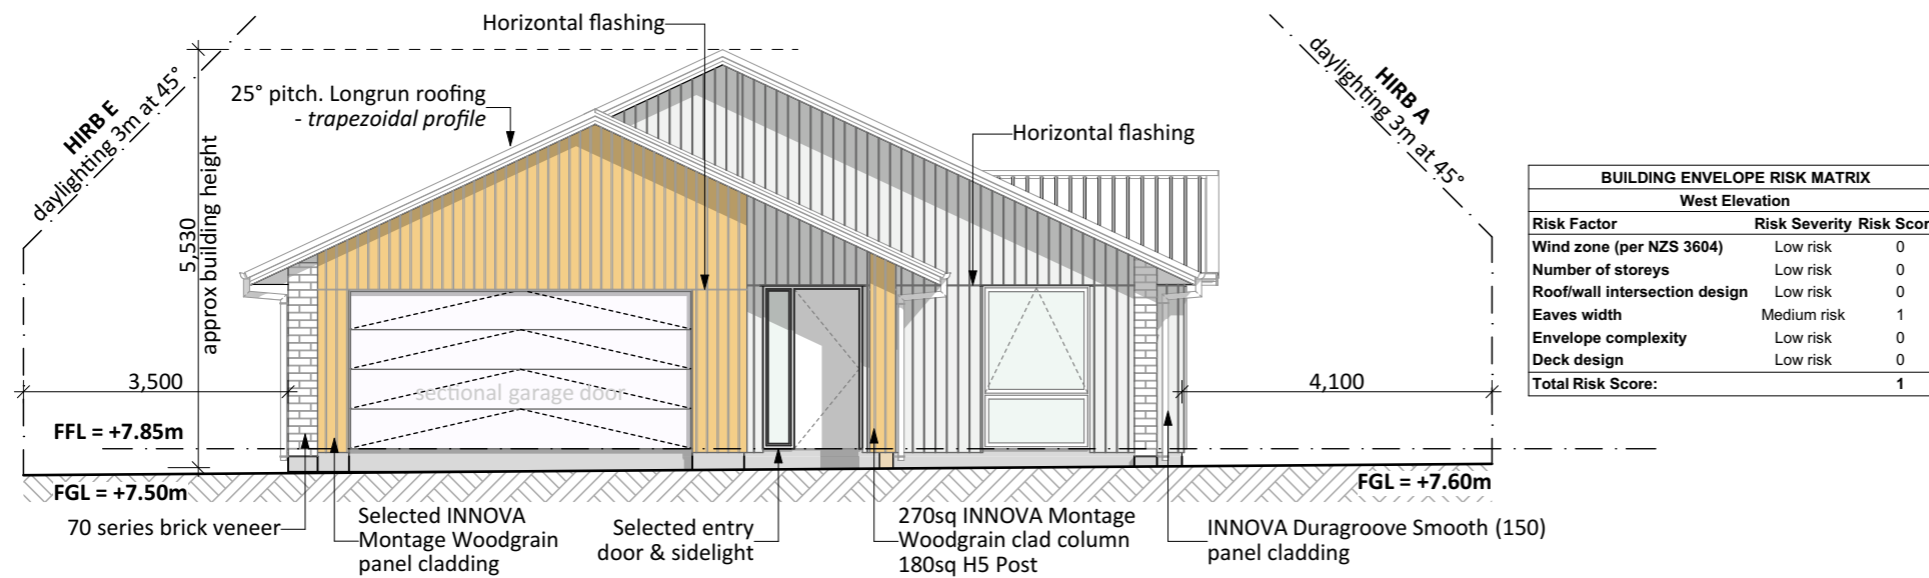 Horizontal flashing
HIRB E
daylighting 3m at 45°
5,530
approx building height
25° pitch. Longrun roofing
- trapezoidal profile
Horizontal flashing
HIRB A
daylighting 3m at 45°
BUILDING ENVELOPE RISK MATRIX
West Elevation
Risk Factor Risk Severity Risk Scor
Wind zone (per NZS 3604) Low risk 0
Number of storeys Low risk 0
Roof/wall intersection design Low risk 0
Eaves width Medium risk 1
Envelope complexity Low risk 0
Deck design Low risk 0
Total Risk Score: 1
3,500
sectional garage door
4,100
FFL = +7.85m
FGL = +7.50m
FGL = +7.60m
70 series brick veneer
Selected INNOVA
Montage Woodgrain
panel cladding
Selected entry
door & sidelight
270sq INNOVA Montage
Woodgrain clad column
180sq H5 Post
INNOVA Duragroove Smooth (150)
panel cladding